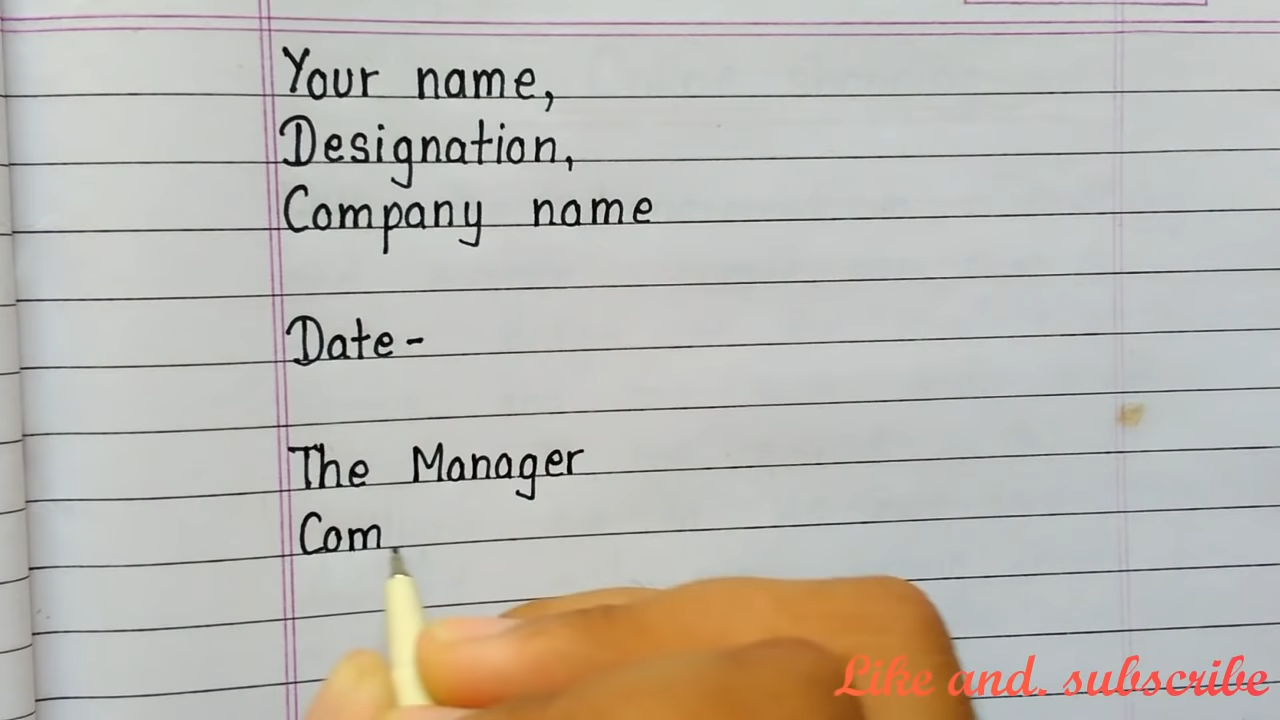 Your name,
Designation,
Company name
Date-
The Manager
Com
Like and. subscribe